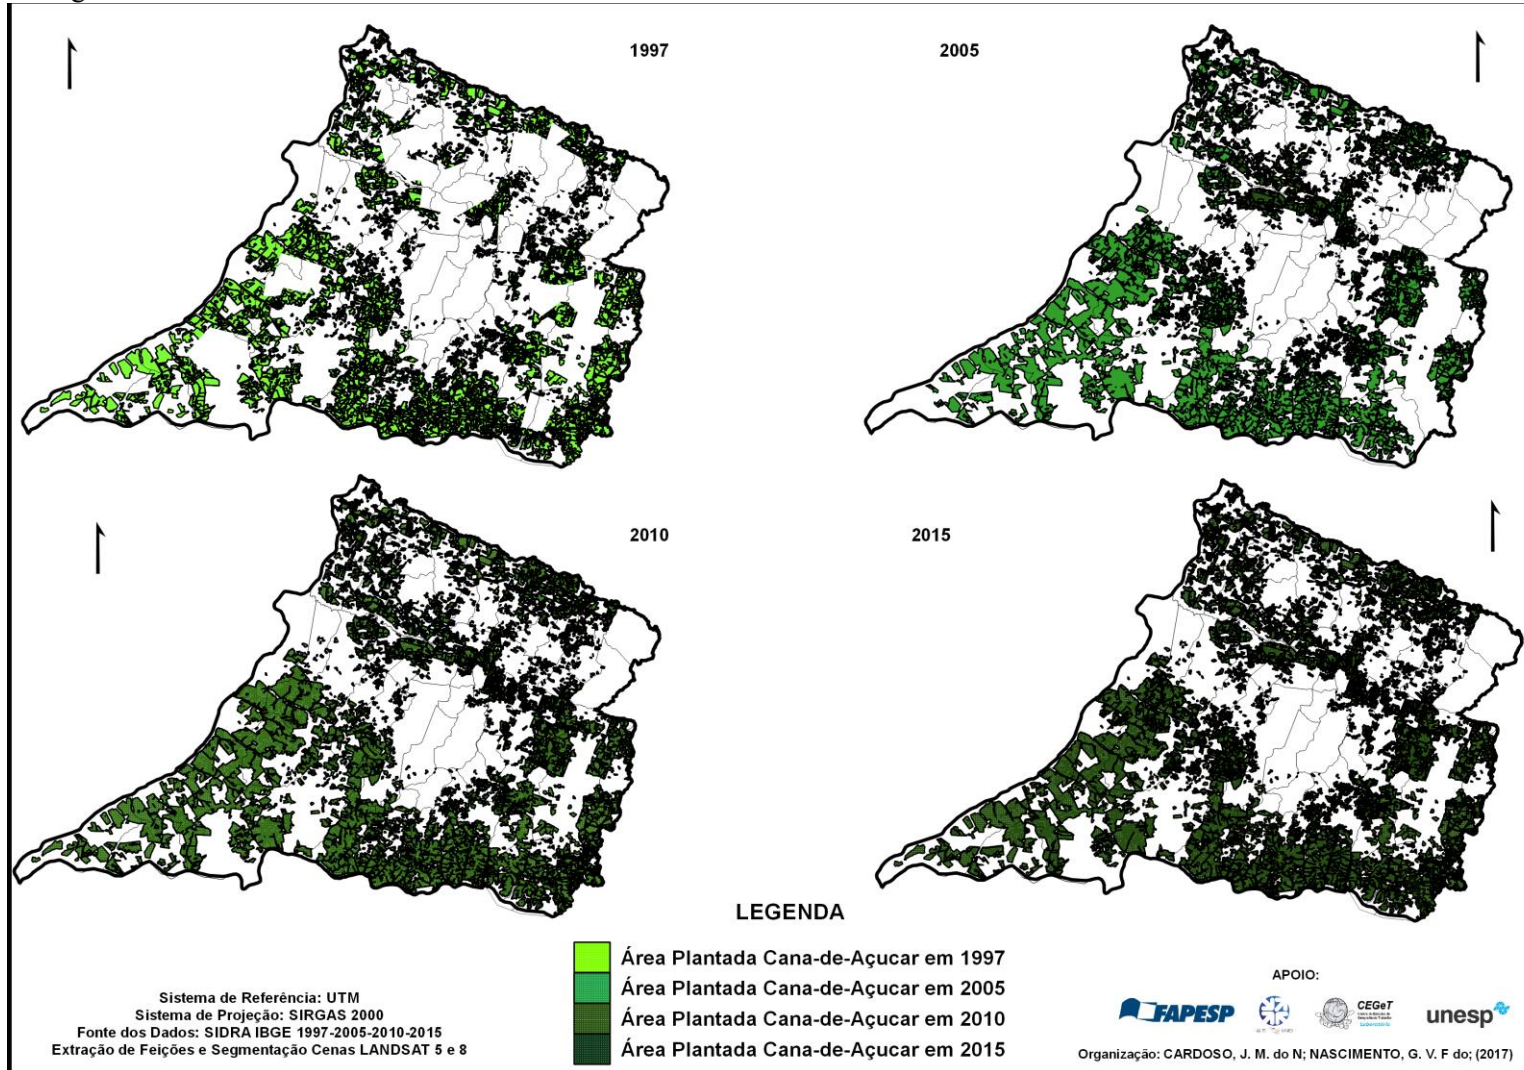 1997
2005
2010
2015
LEGENDA
Área Plantada Cana-de-Açucar em 1997
Área Plantada Cana-de-Açucar em 2005
Área Plantada Cana-de-Açucar em 2010
Área Plantada Cana-de-Açucar em 2015
Sistema de Referência: UTM
Sistema de Projeção: SIRGAS 2000
Fonte dos Dados: SIDRA IBGE 1997-2005-2010-2015
Extração de Feições e Segmentação Cenas LANDSAT 5 e 8
APOIO:
FAPESP
CEGeT
unesp
Organização: CARDOSO, J. M. do N; NASCIMENTO, G. V. F do; (2017)